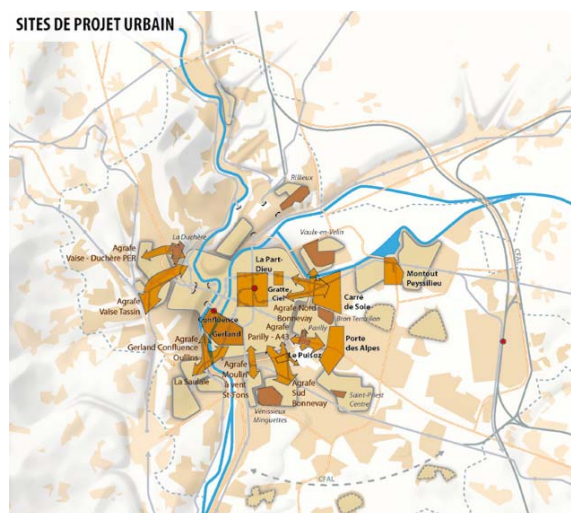 SITES DE PROJET URBAIN
Rillieux
La Duchère
Vaulx-en-Velin
Agrafe
Vaise - Duchère PER
La Part-
Dieu
Montout
Peyssilieu
Gratte-
Ciel
Agrafe
Vaise Tassin
Carré
de Soie
Agrafe Nord
Bonnevay
Bron Terraillon
Confluence
Gerland
Agrafe
Parilly - A43
Parilly
Agrafe
Gerland Confluence
Oullins
Porte
des Alpes
Le Puisoz
La Saulaie
Agrafe
Moulin
à vent
St-Fons
Agrafe
Sud
Bonnevay
Saint-Priest
Centre
Vénissieux
Minguettes
CFAL
CFAL